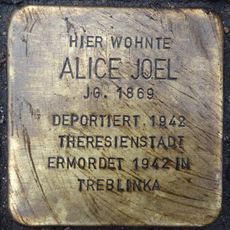 HIER WOHNTE
ALICE JOEL
JG. 1869
DEPORTIERT 1942
THERESIENSTADT
ERMORDET 1942 IN
TREBLINKA